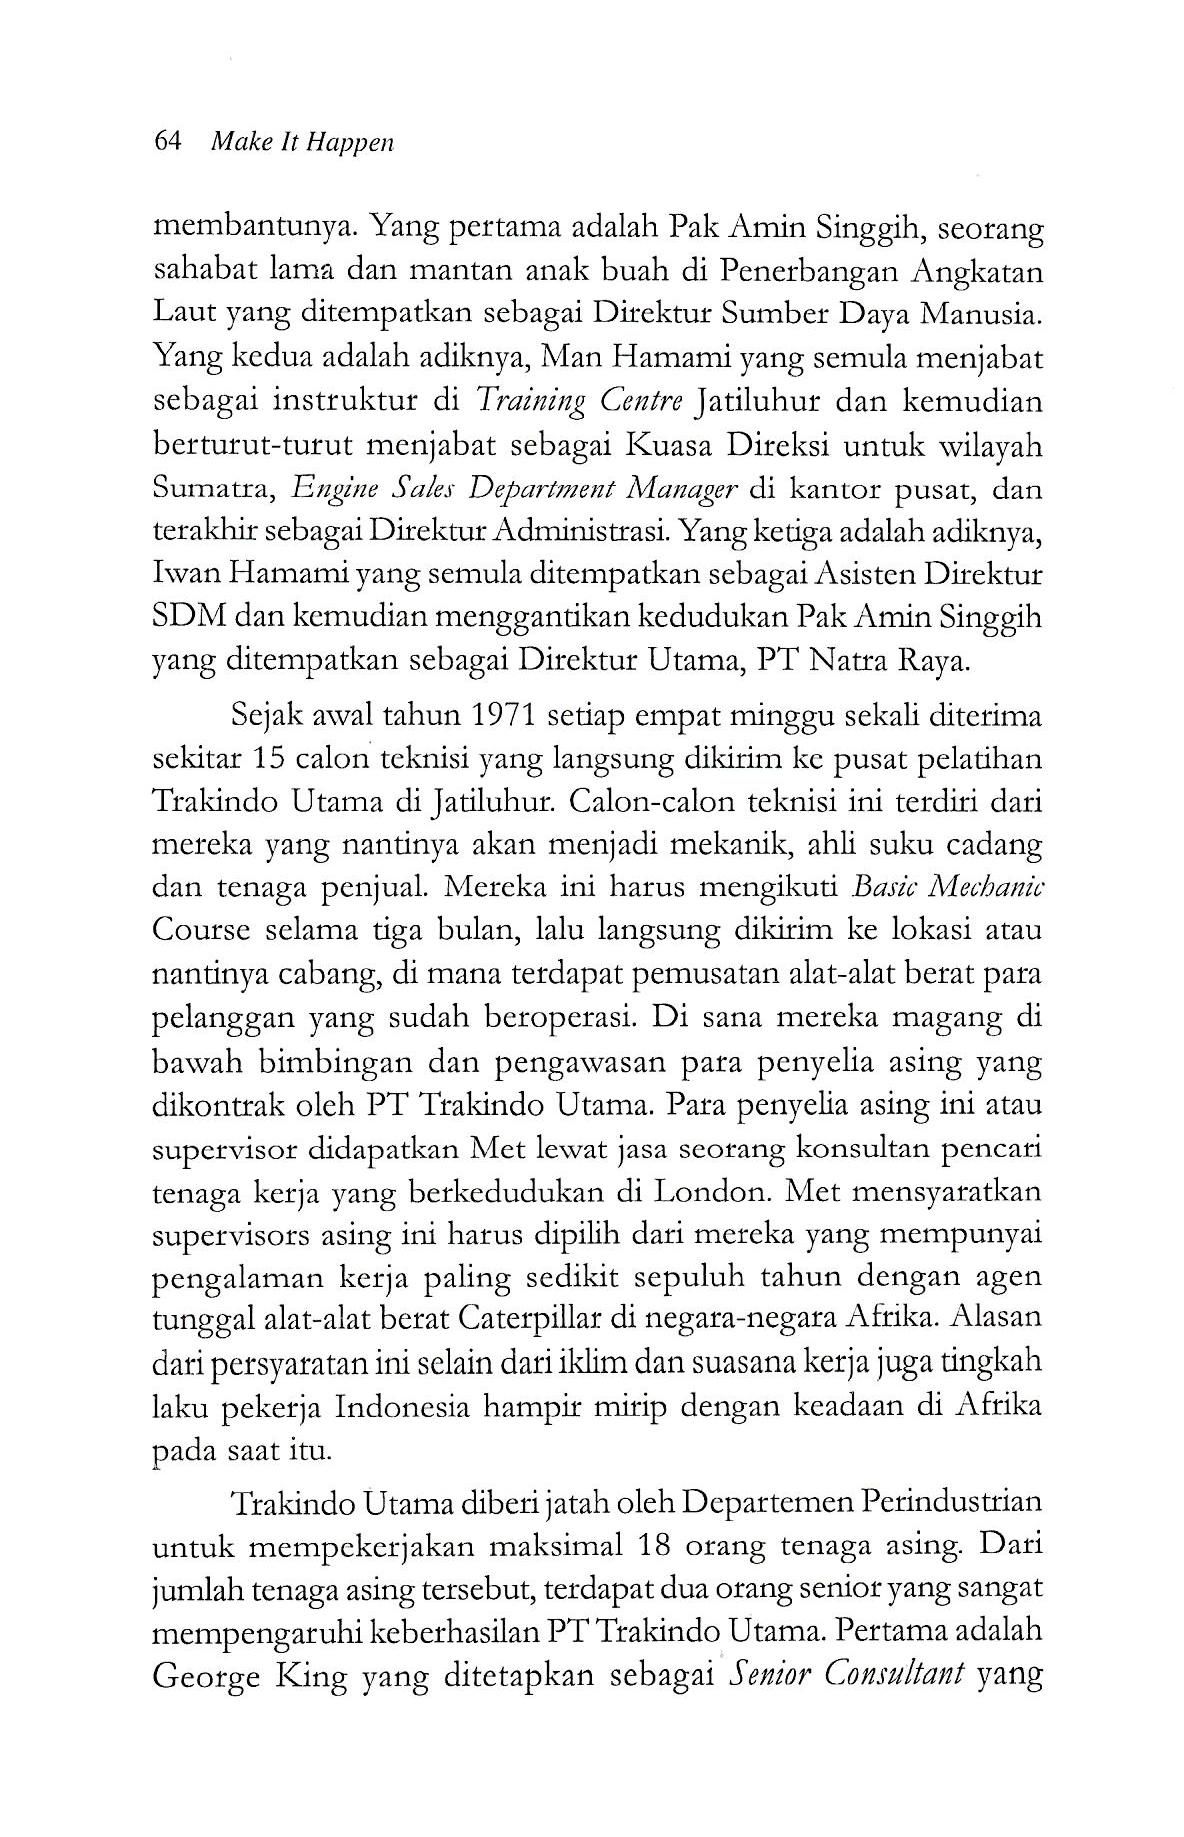 64 Make It Happen
membantunya. Yang pertama adalah Pak Amin Singgih, seorang
sahabat lama dan mantan anak buah di Penerbangan Angkatan
Laut yang ditempatkan sebagai Direktur Sumber Daya Manusia.
Yang kedua adalah adiknya, Man Hamami yang semula menjabat
sebagai instruktur di Training Centre Jatiluhur dan kemudian
berturut-turut menjabat sebagai Kuasa Direksi untuk wilayah
Sumatra, Engine Sales Department Manager di kantor pusat, dan
terakhir sebagai Direktur Administrasi. Yang ketiga adalah adiknya,
Iwan Hamami yang semula ditempatkan sebagai Asisten Direktur
SDM dan kemudian menggantikan kedudukan Pak Amin Singgih
yang ditempatkan sebagai Direktur Utama, PT Natra Raya.
Sejak awal tahun 1971 setiap empat minggu sekali diterima
sekitar 15 calon teknisi yang langsung dikirim ke pusat pelatihan
Trakindo Utama di Jatiluhur. Calon-calon teknisi ini terdiri dari
mereka yang nantinya akan menjadi mekanik, ahli suku cadang
dan tenaga penjual. Mereka ini harus mengikuti Basic Mechanic
Course selama tiga bulan, lalu langsung dikirim ke lokasi atau
nantinya cabang, di mana terdapat pemusatan alat-alat berat para
pelanggan yang sudah beroperasi. Di sana mereka magang di
bawah bimbingan dan pengawasan para penyelia asing yang
dikontrak oleh PT Trakindo Utama. Para penyelia asing ini atau
supervisor didapatkan Met lewat jasa seorang konsultan pencari
tenaga kerja yang berkedudukan di London. Met mensyaratkan
supervisors asing ini harus dipilih dari mereka yang mempunyai
pengalaman kerja paling sedikit sepuluh tahun dengan agen
tunggal alat-alat berat Caterpillar di negara-negara Afrika. Alasan
dari persyaratan ini selain dari iklim dan suasana kerja juga tingkah
laku pekerja Indonesia hampir mirip dengan keadaan di Afrika
pada saat itu.
Trakindo Utama diberi jatah oleh Departemen Perindustrian
untuk mempekerjakan maksimal 18 orang tenaga asing. Dari
jumlah tenaga asing tersebut, terdapat dua orang senior yang sangat
mempengaruhi keberhasilan PT Trakindo Utama. Pertama adalah
George King yang ditetapkan sebagai Senior Consultant yang